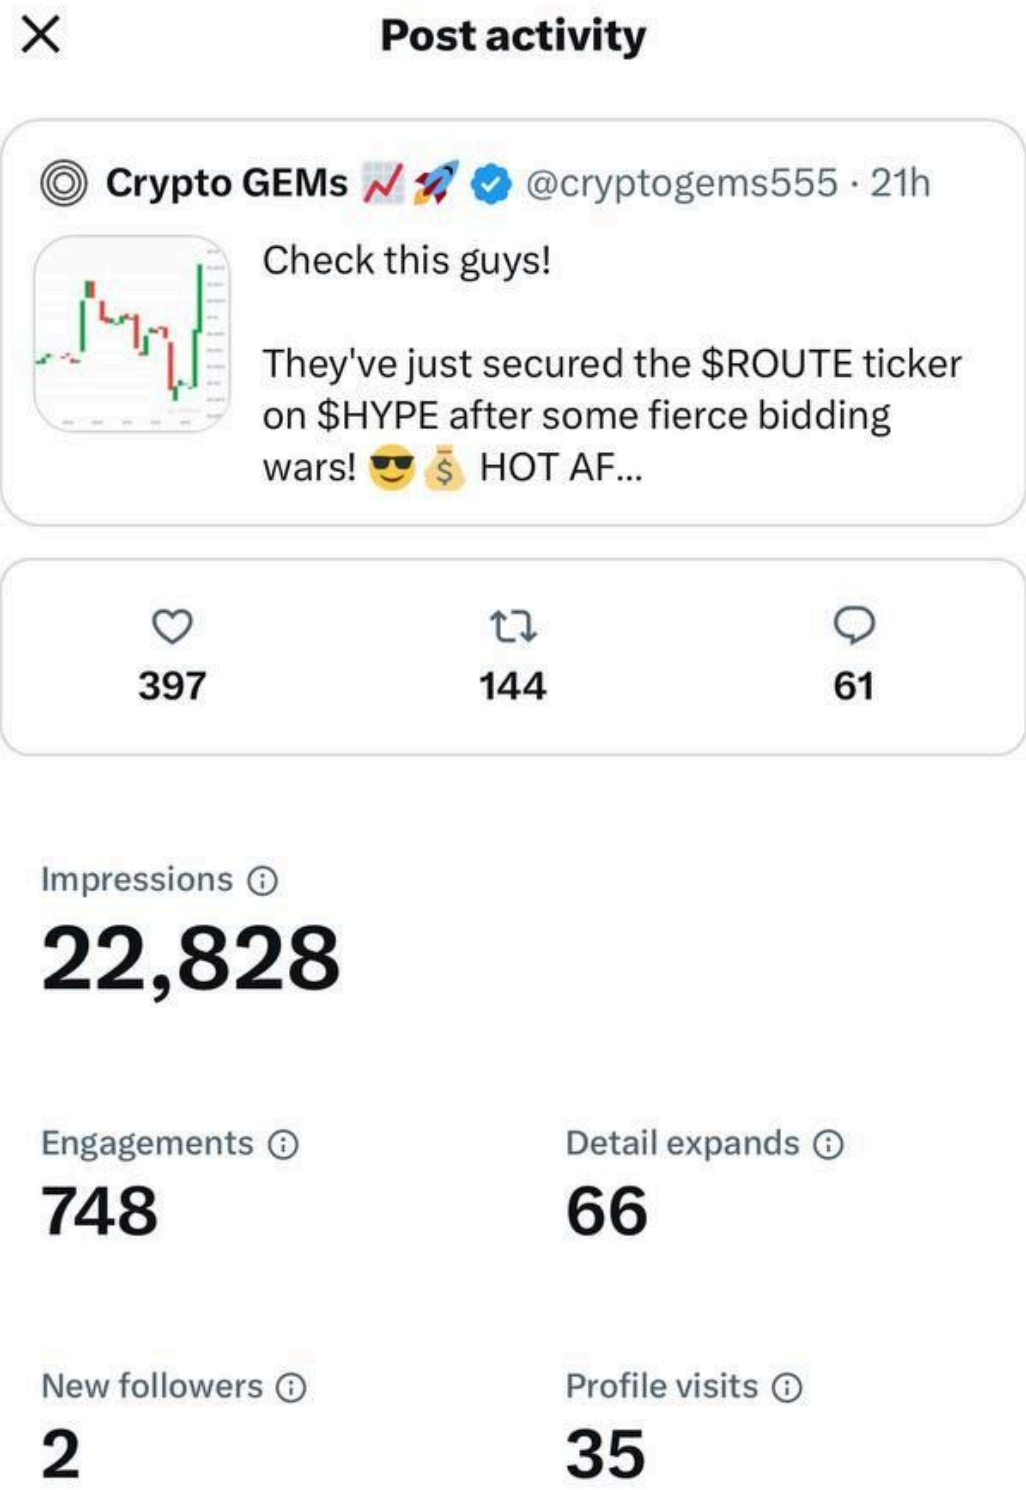 Post activity
Crypto GEMs 📈🚀 @cryptogems555 · 21h
Check this guys!
They've just secured the $ROUTE ticker
on $HYPE after some fierce bidding
wars! 😎💰 HOT AF...
397
144
61
Impressions
22,828
Engagements
Detail expands
748
66
New followers
Profile visits
2
35